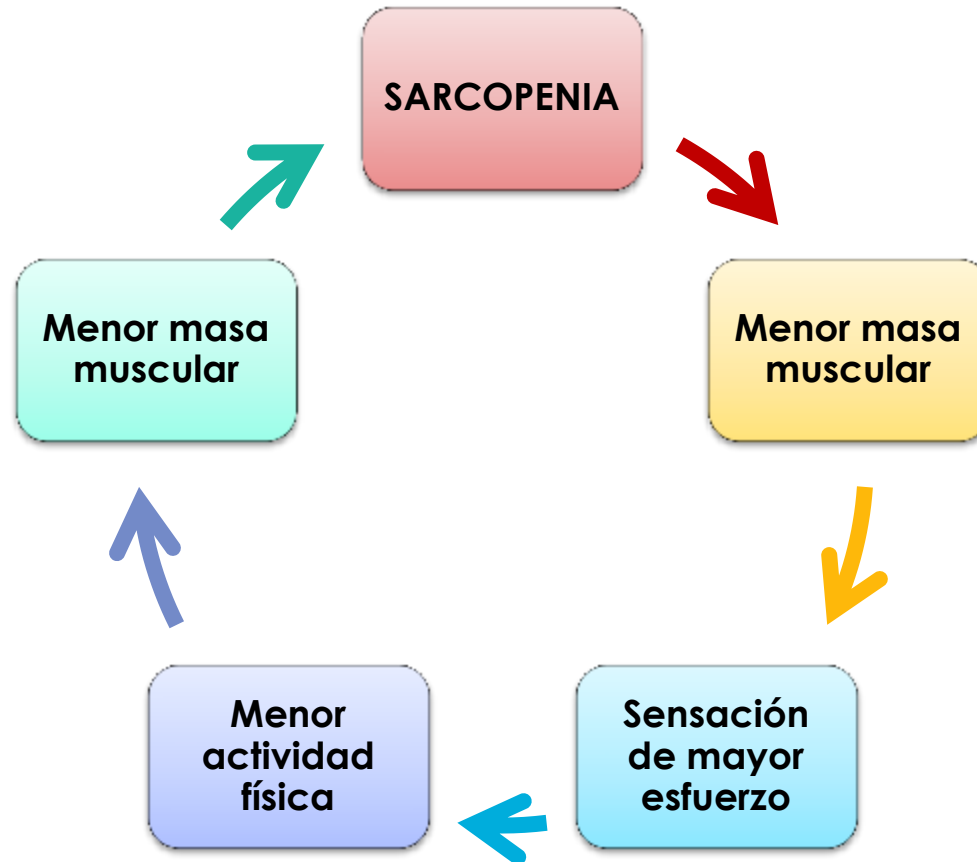 SARCOPENIA
Menor masa
muscular
Menor masa
muscular
Sensación
de mayor
esfuerzo
Menor
actividad
física